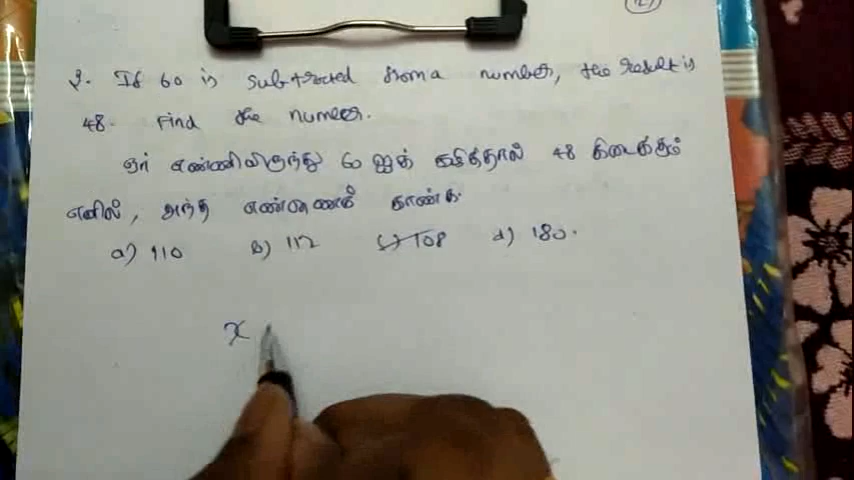 2. If 60 is subtracted from a number, the result is
48. Find the number.
ஓர் எண்ணிலிருந்து 60 ஐக் கழித்தால் 48 கிடைக்கும்
எனில், அந்த எண்ணைக் காண்க.
a) 110 b) 112 c) 108 d) 180.
x